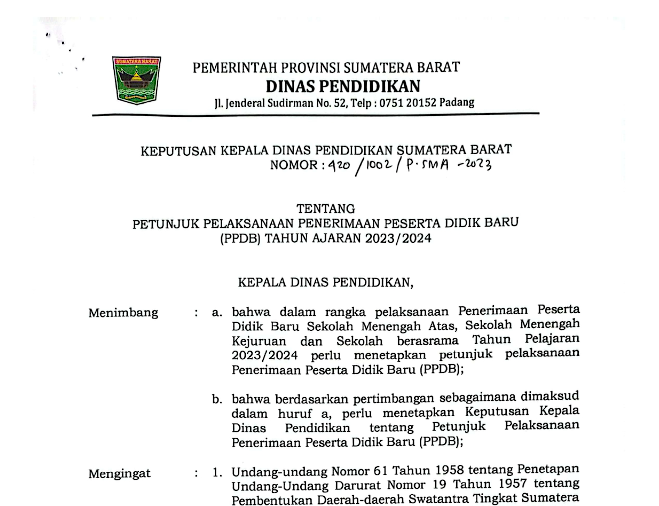 SUMATERA BARAT
PEMERINTAH PROVINSI SUMATERA BARAT
DINAS PENDIDIKAN
Jl. Jenderal Sudirman No. 52, Telp : 0751 20152 Padang
KEPUTUSAN KEPALA DINAS PENDIDIKAN SUMATERA BARAT
NOMOR : 420 / 1002 / P.SMA - 2023
TENTANG
PETUNJUK PELAKSANAAN PENERIMAAN PESERTA DIDIK BARU
(PPDB) TAHUN AJARAN 2023/2024
KEPALA DINAS PENDIDIKAN,
Menimbang : a. bahwa dalam rangka pelaksanaan Penerimaan Peserta
Didik Baru Sekolah Menengah Atas, Sekolah Menengah
Kejuruan dan Sekolah berasrama Tahun Pelajaran
2023/2024 perlu menetapkan petunjuk pelaksanaan
Penerimaan Peserta Didik Baru (PPDB);
b. bahwa berdasarkan pertimbangan sebagaimana dimaksud
dalam huruf a, perlu menetapkan Keputusan Kepala
Dinas Pendidikan tentang Petunjuk Pelaksanaan
Penerimaan Peserta Didik Baru (PPDB);
Mengingat : 1. Undang-undang Nomor 61 Tahun 1958 tentang Penetapan
Undang-Undang Darurat Nomor 19 Tahun 1957 tentang
Pembentukan Daerah-daerah Swatantra Tingkat Sumatera